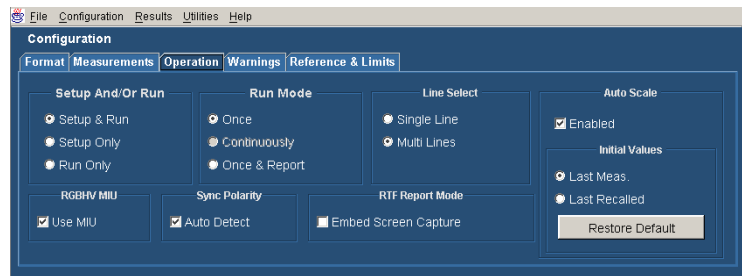 File Configuration Results Utilities Help
Configuration
Format Measurements Operation Warnings Reference & Limits
Setup And/Or Run
Setup & Run
Setup Only
Run Only
Run Mode
Once
Continuously
Once & Report
Line Select
Single Line
Multi Lines
Auto Scale
Enabled
Initial Values
Last Meas.
Last Recalled
Restore Default
RGBHV MIU
Use MIU
Sync Polarity
Auto Detect
RTF Report Mode
Embed Screen Capture